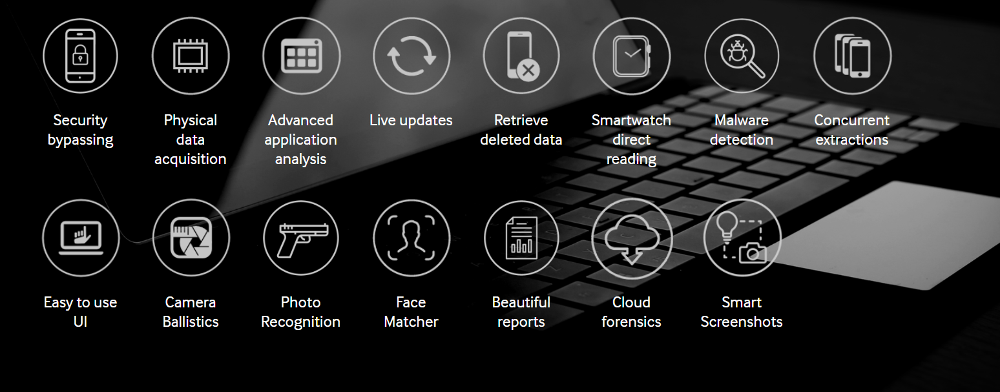 Security
bypassing
Physical
data
acquisition
Advanced
application
analysis
Live updates
Retrieve
deleted data
Smartwatch
direct
reading
Malware
detection
Concurrent
extractions
Easy to use
UI
Camera
Ballistics
Photo
Recognition
Face
Matcher
Beautiful
reports
Cloud
forensics
Smart
Screenshots